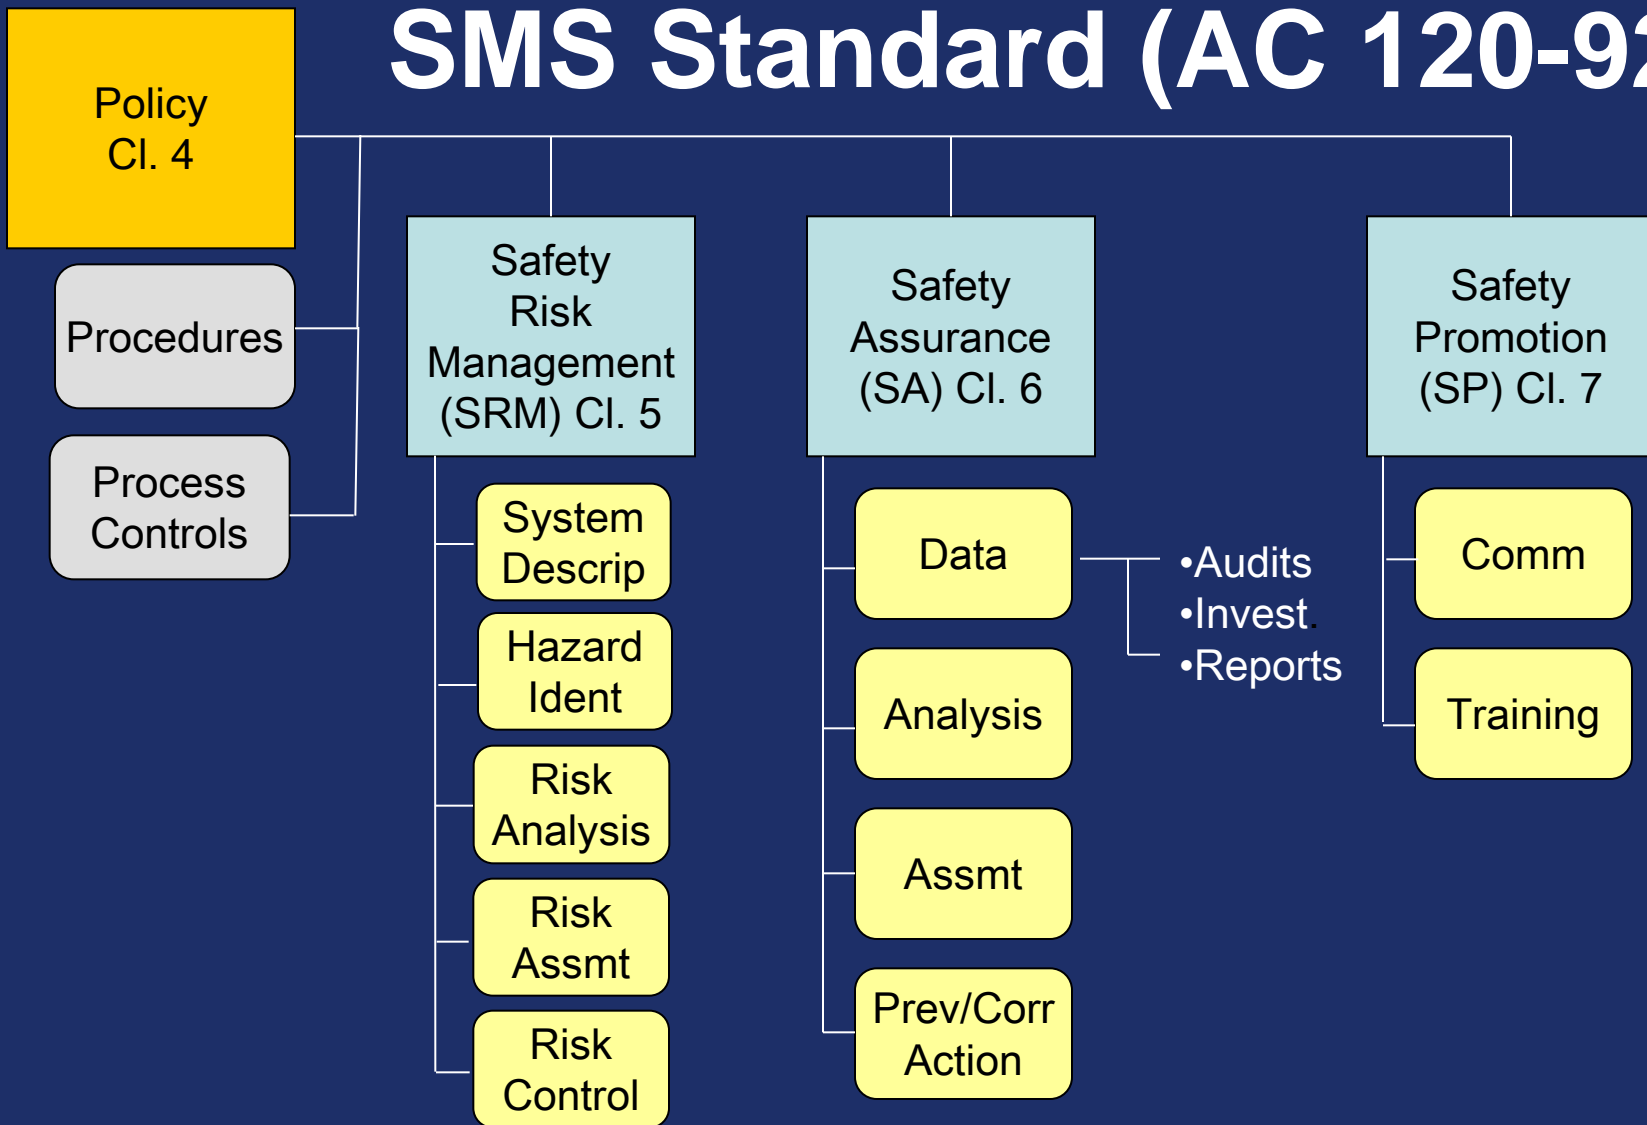 SMS Standard (AC 120-92
Policy
Cl. 4
Procedures
Process
Controls
Safety
Risk
Management
(SRM) Cl. 5
System
Descrip
Hazard
Ident
Risk
Analysis
Risk
Assmt
Risk
Control
Safety
Assurance
(SA) Cl. 6
Data
•Audits
•Invest.
•Reports
Analysis
Assmt
Prev/Corr
Action
Safety
Promotion
(SP) Cl. 7
Comm
Training